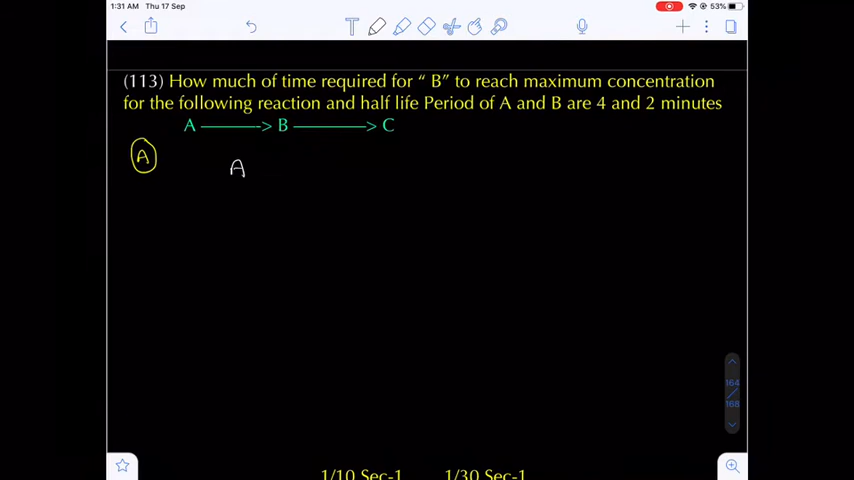 1:31 AM Thu 17 Sep 53%
T
(113) How much of time required for “ B” to reach maximum concentration
for the following reaction and half life Period of A and B are 4 and 2 minutes
A ————-> B —————> C
A A
164
168
1/10 Sec-1 1/30 Sec-1